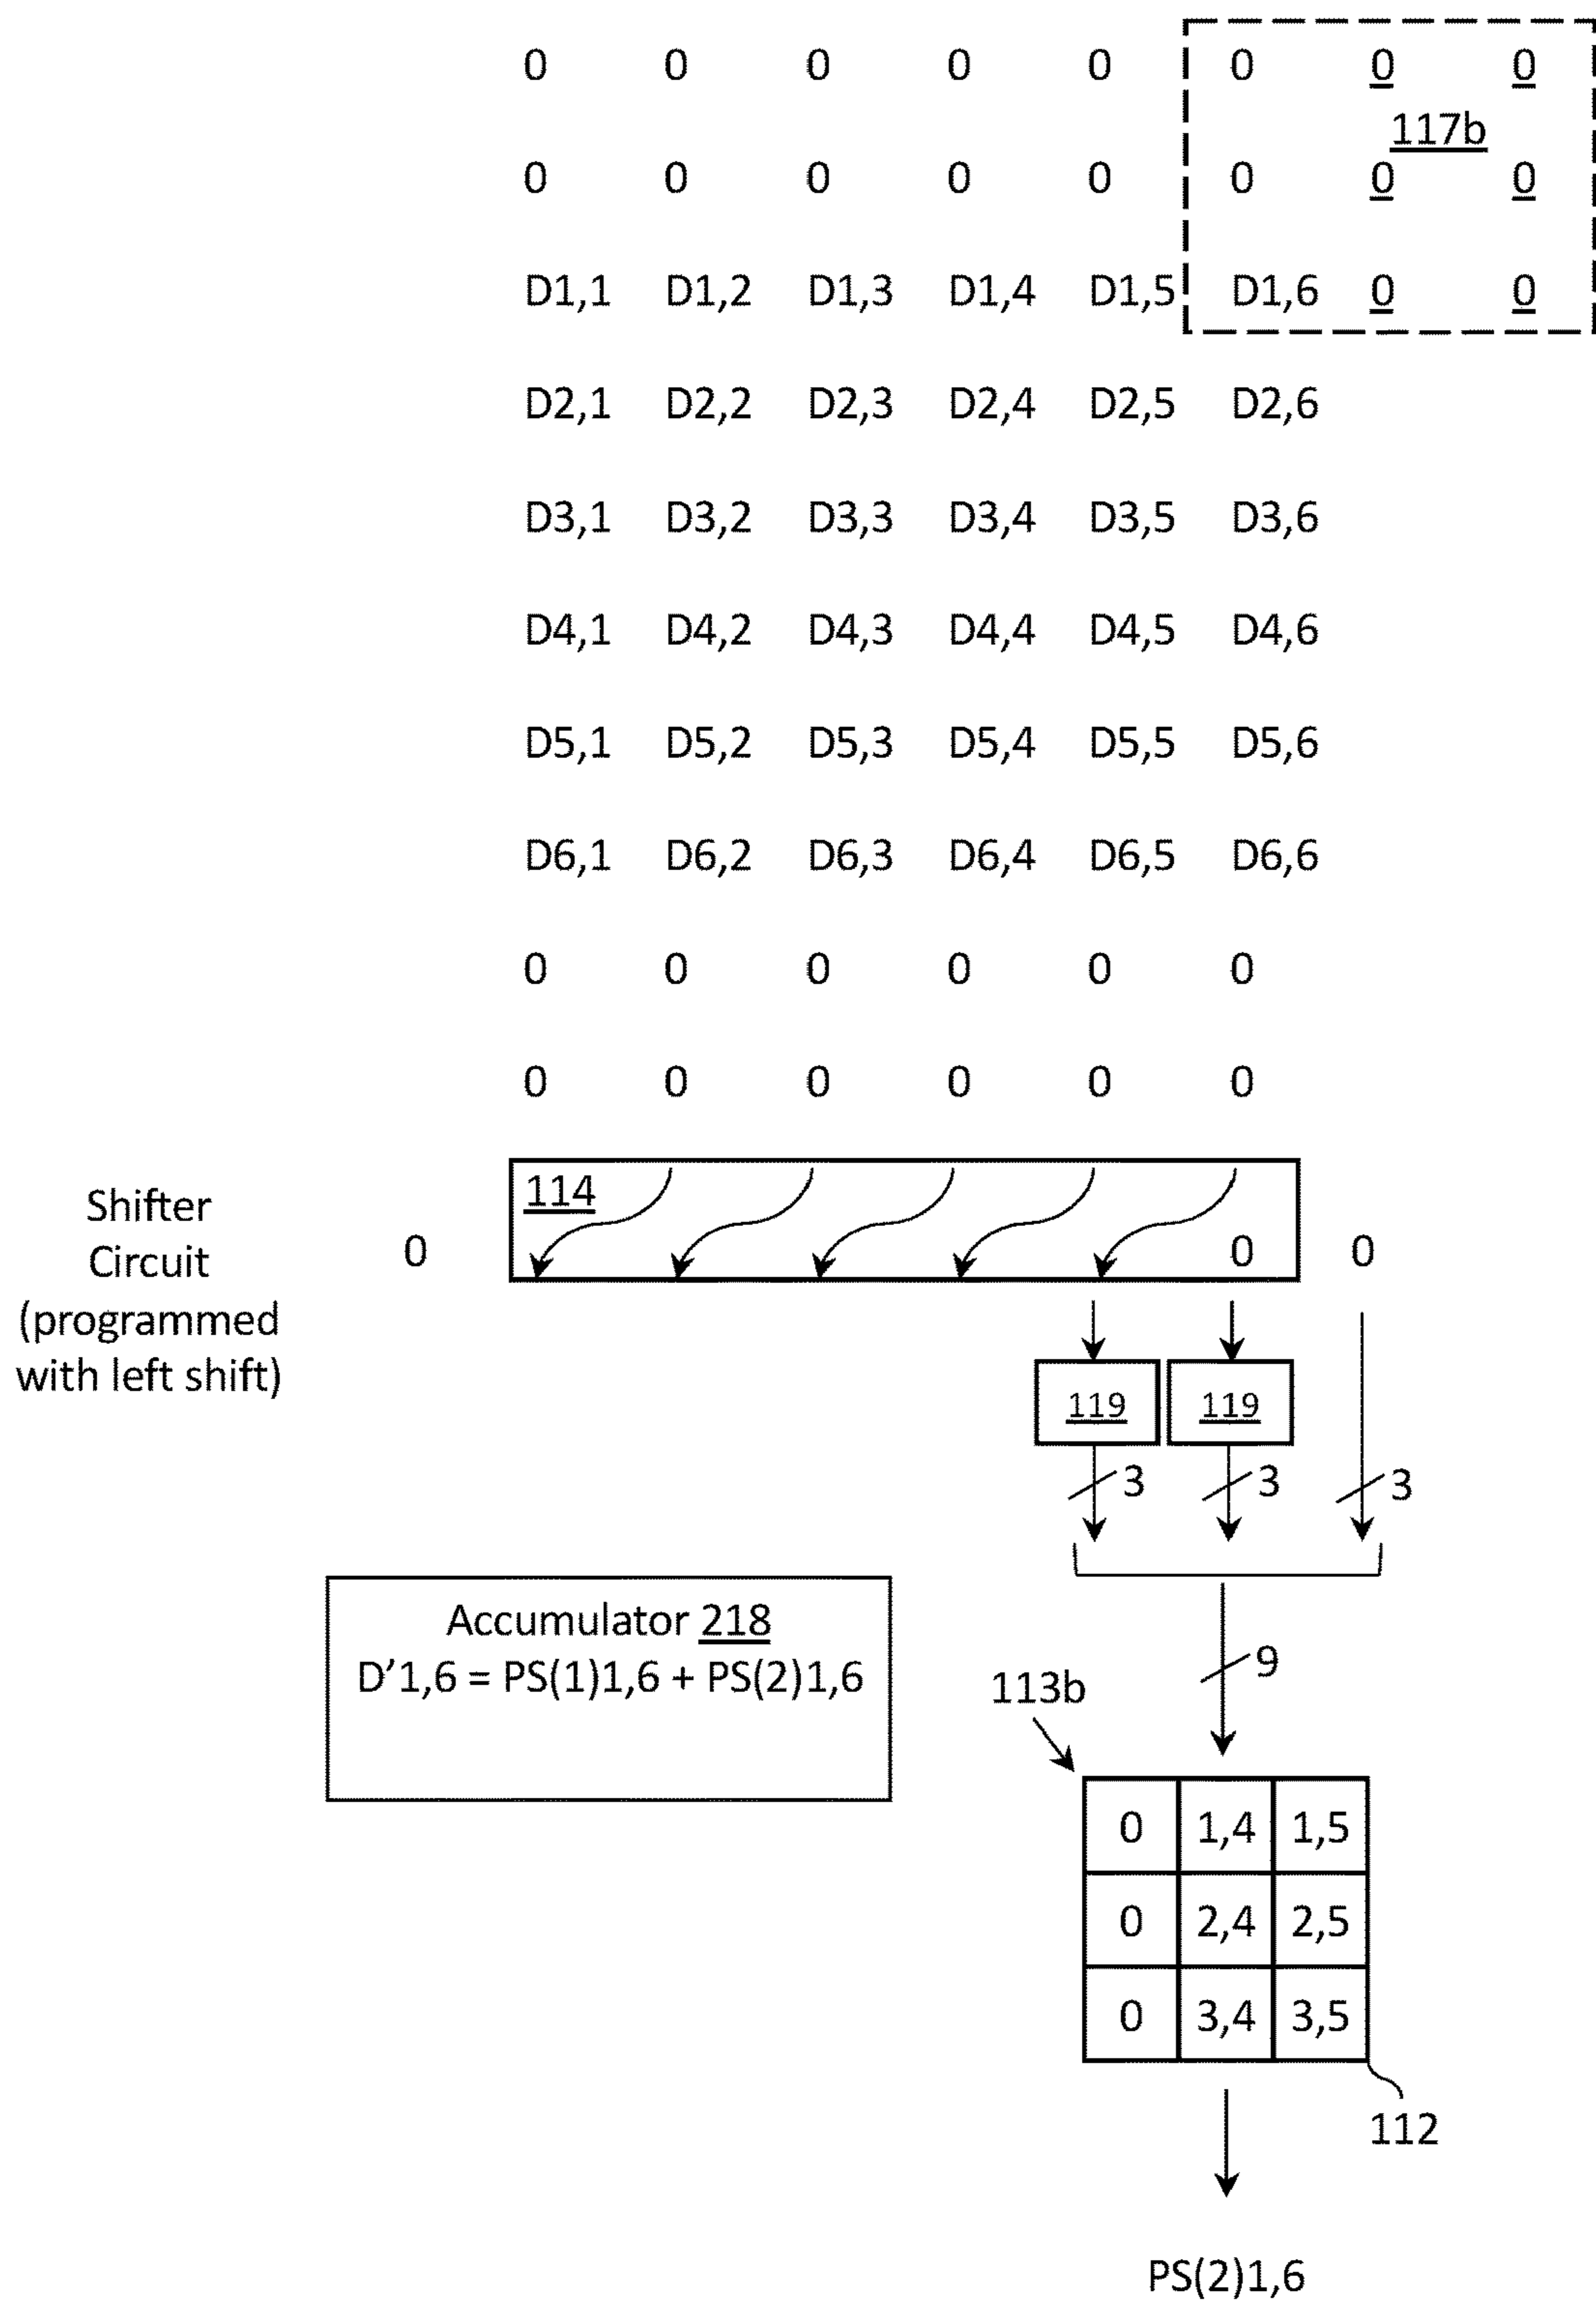 0 0 0 0 0 0 0 0
117b
0 0 0 0 0 0 0 0
D1,1 D1,2 D1,3 D1,4 D1,5 D1,6 0 0
D2,1 D2,2 D2,3 D2,4 D2,5 D2,6
D3,1 D3,2 D3,3 D3,4 D3,5 D3,6
D4,1 D4,2 D4,3 D4,4 D4,5 D4,6
D5,1 D5,2 D5,3 D5,4 D5,5 D5,6
D6,1 D6,2 D6,3 D6,4 D6,5 D6,6
0 0 0 0 0 0
0 0 0 0 0 0
114
Shifter
Circuit
(programmed
with left shift)
0 0 0
119 119
3 3 3
Accumulator 218
D'1,6 = PS(1)1,6 + PS(2)1,6
9
113b
0 1,4 1,5
0 2,4 2,5
0 3,4 3,5
112
PS(2)1,6